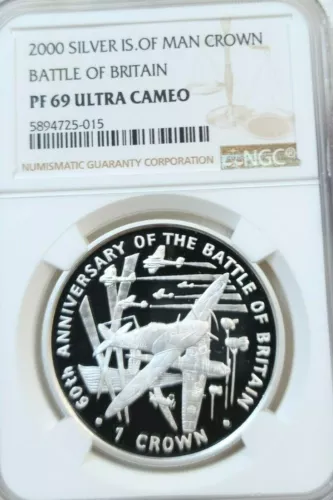 2000 SILVER IS.OF MAN CROWN
BATTLE OF BRITAIN
PF 69 ULTRA CAMEO
5894725-015
NUMISMATIC GUARANTY CORPORATION
NGC
60th ANNIVERSARY OF THE BATTLE OF BRITAIN
· 1 CROWN ·